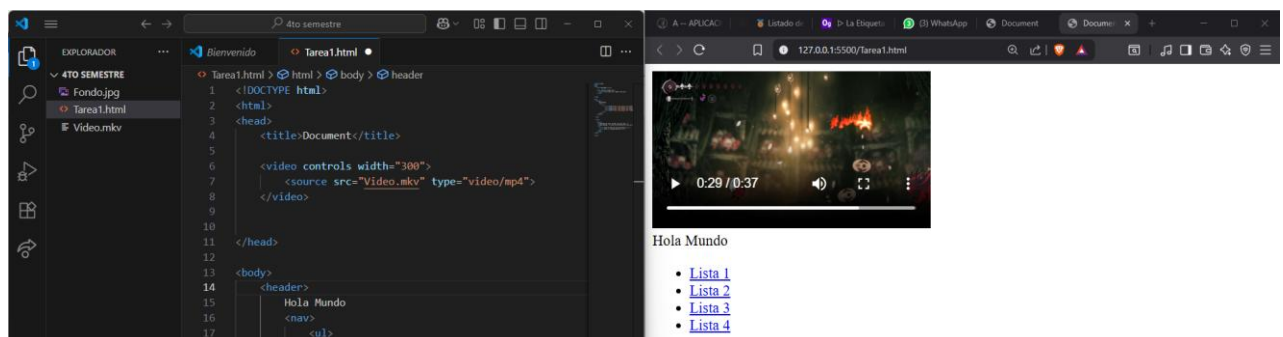 4to semestre
EXPLORADOR
4TO SEMESTRE
Fondo.jpg
Tarea1.html
Video.mkv
Bienvenido
Tarea1.html
Tarea1.html > html > body > header
1 <!DOCTYPE html>
2 <html>
3 <head>
4 <title>Document</title>
5
6 <video controls width="300">
7 <source src="Video.mkv" type="video/mp4">
8 </video>
9
10
11 </head>
12
13 <body>
14 <header>
15 Hola Mundo
16 <nav>
17 <ul>
A — APLICACI
Listado de
Og ▷ La Etiquet
(3) WhatsApp
Document
Docume
127.0.0.1:5500/Tarea1.html
0:29 / 0:37
Hola Mundo
• Lista 1
• Lista 2
• Lista 3
• Lista 4